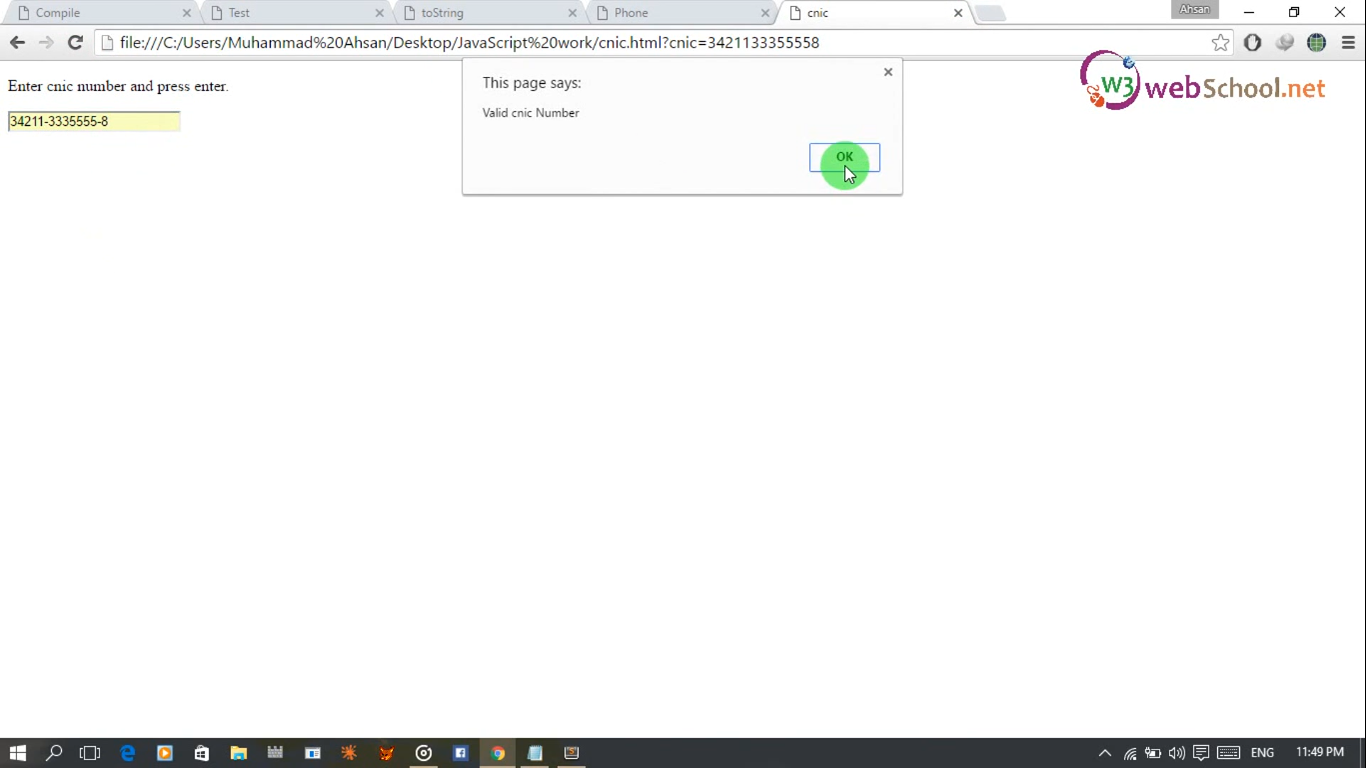 Compile
Test
toString
Phone
cnic
Ahsan
file:///C:/Users/Muhammad%20Ahsan/Desktop/JavaScript%20work/cnic.html?cnic=3421133355558
W3 webSchool.net
Enter cnic number and press enter.
34211-3335555-8
This page says:
Valid cnic Number
OK
ENG
11:49 PM